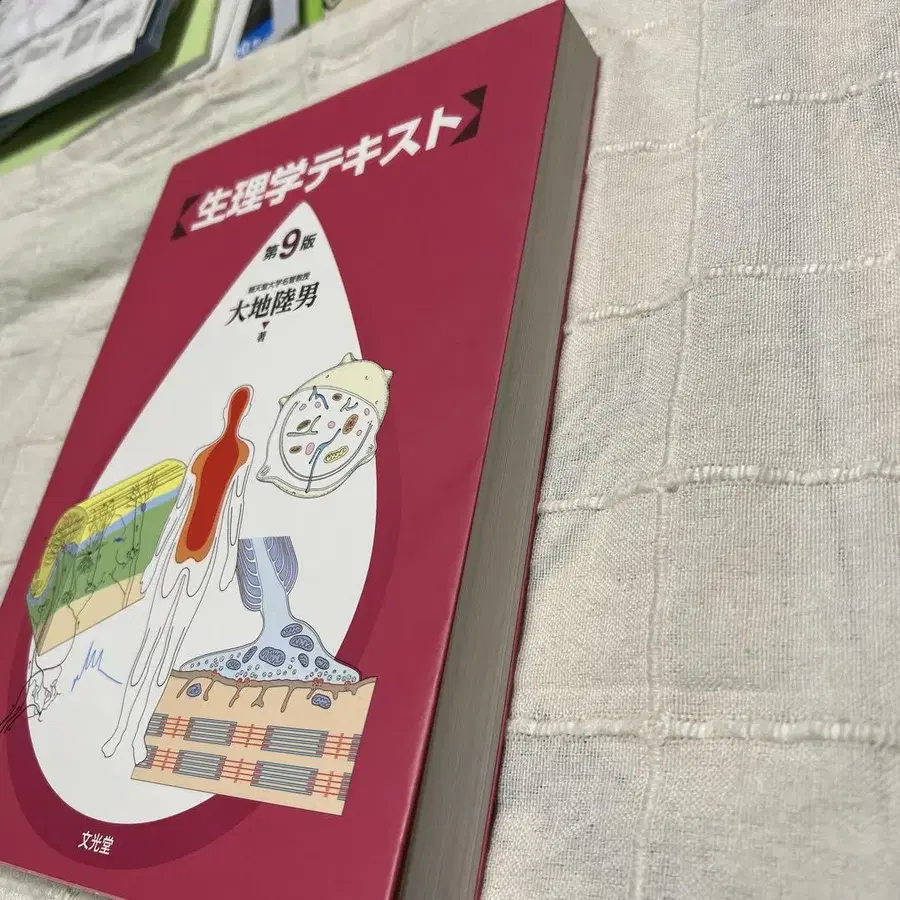 生理学テキスト
第9版
順天堂大学名誉教授
大地陸男
著
文光堂